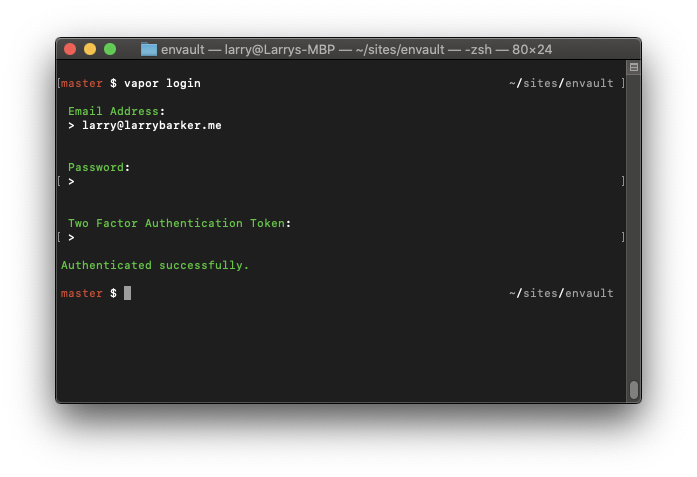 envault — larry@Larrys-MBP — ~/sites/envault — -zsh — 80×24
[master $ vapor login ~/sites/envault ]
Email Address:
> larry@larrybarker.me
Password:
[ > ]
Two Factor Authentication Token:
[ > ]
Authenticated successfully.
master $ ~/sites/envault